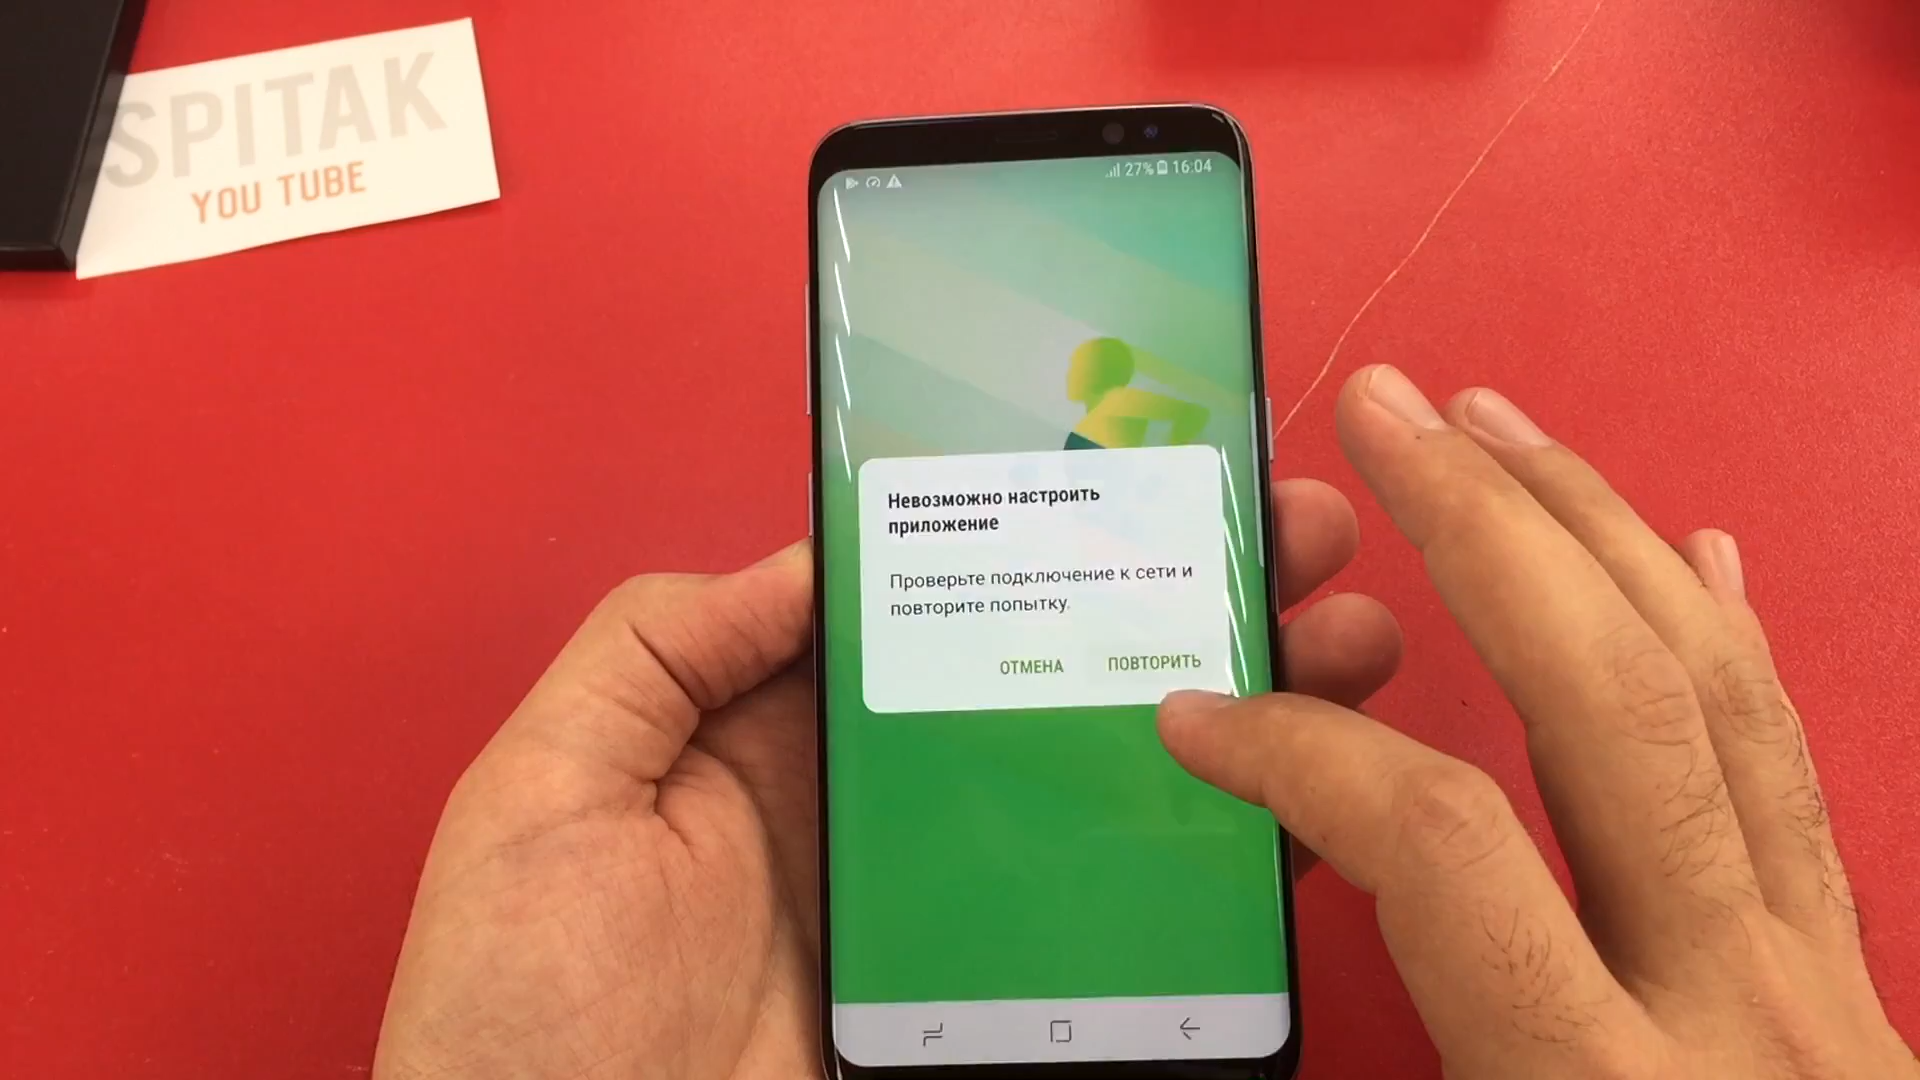 SPITAK
YOU TUBE
27% 16:04
Невозможно настроить
приложение
Проверьте подключение к сети и
повторите попытку.
ОТМЕНА ПОВТОРИТЬ